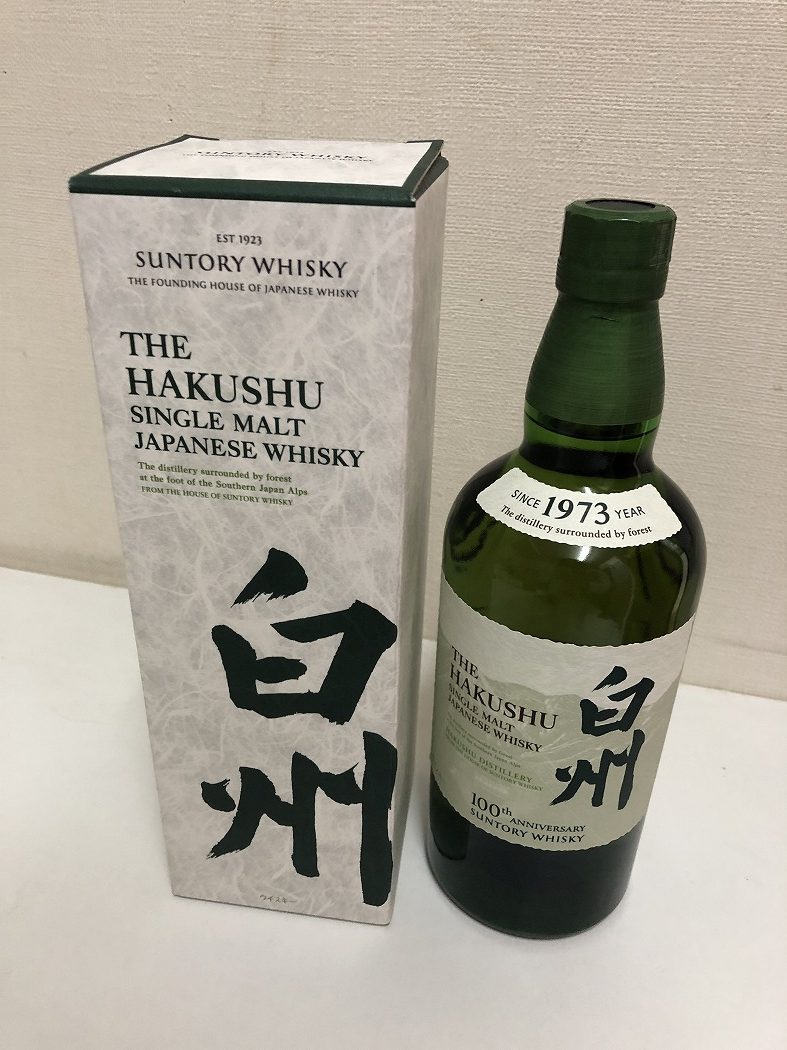 SUNTORY WHISKY
EST 1923
SUNTORY WHISKY
THE FOUNDING HOUSE OF JAPANESE WHISKY
THE
HAKUSHU
SINGLE MALT
JAPANESE WHISKY
The distillery surrounded by forest
at the foot of the Southern Japan Alps
FROM THE HOUSE OF SUNTORY WHISKY
白州
ウイスキー
SINCE 1973 YEAR
The distillery surrounded by forest
THE
HAKUSHU
SINGLE MALT
JAPANESE WHISKY
HAKUSHU DISTILLERY
白州
100th ANNIVERSARY
SUNTORY WHISKY